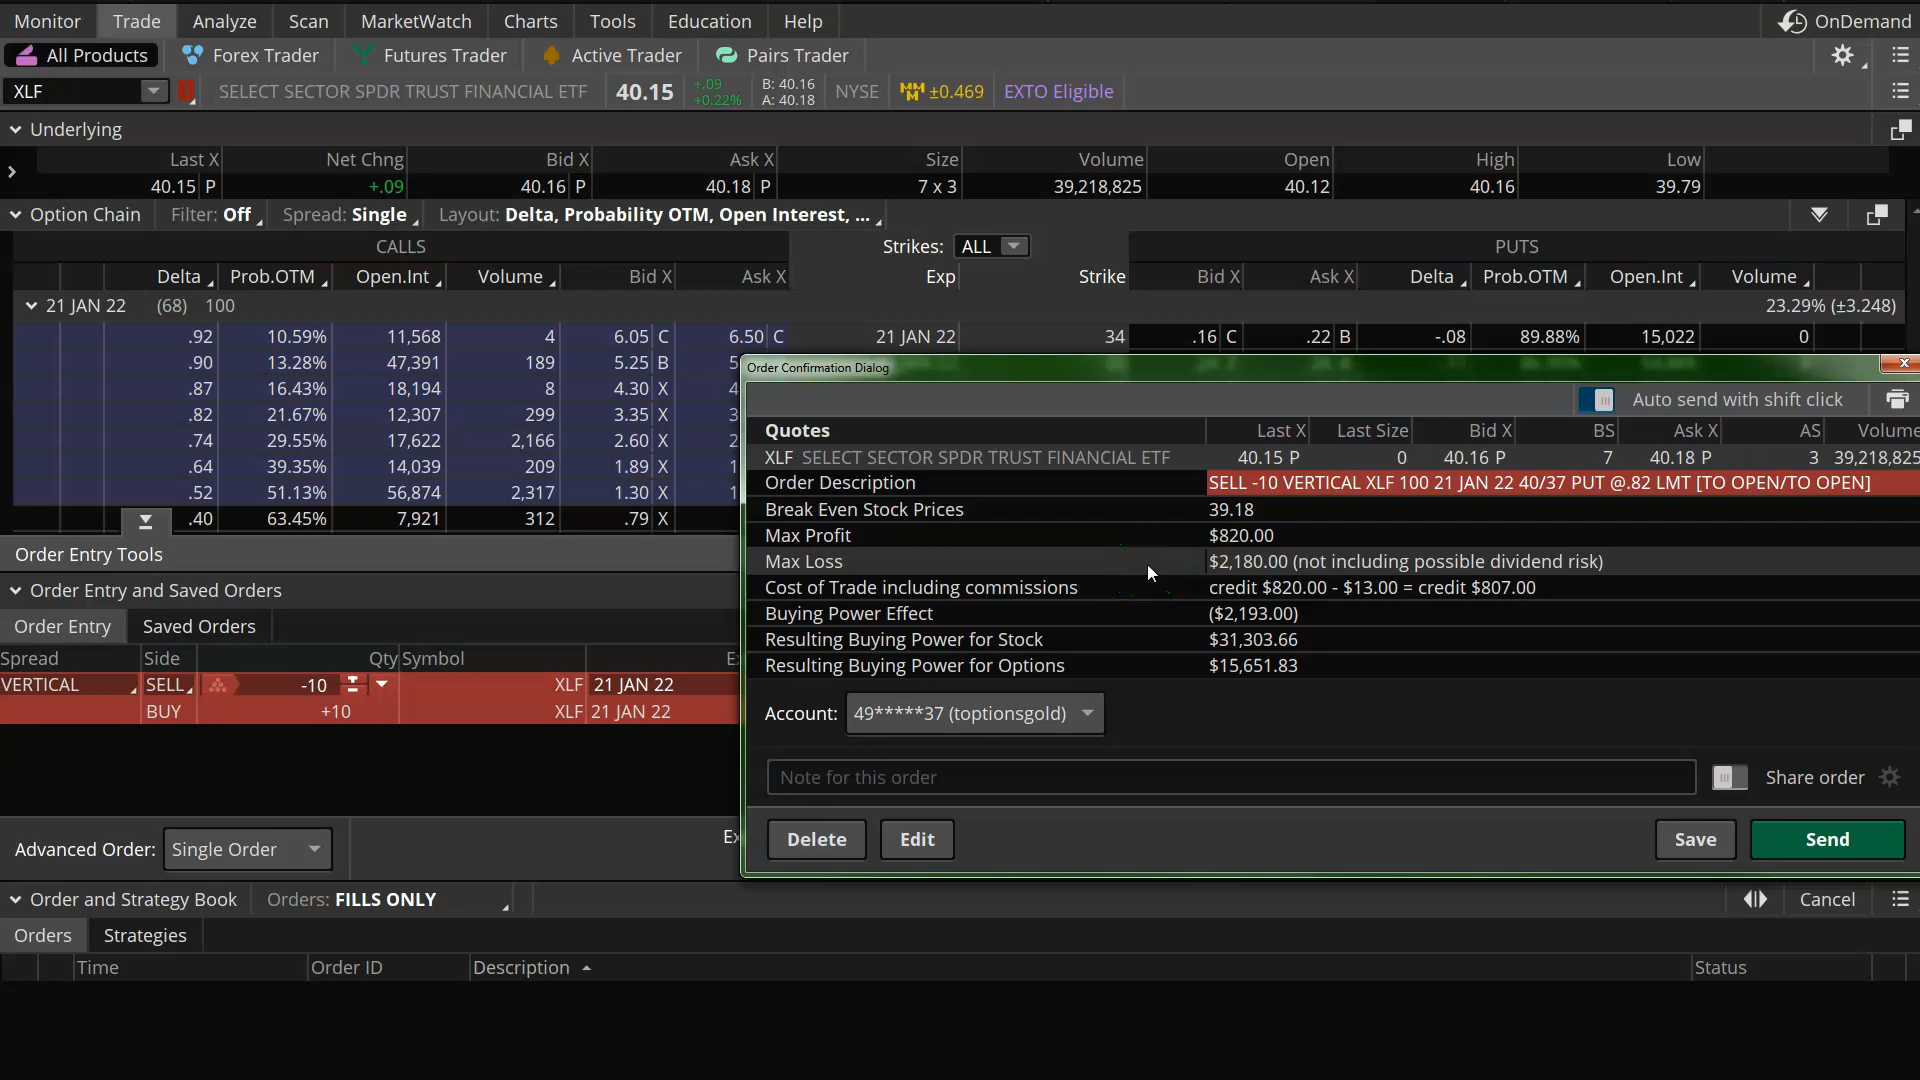 Monitor Trade Analyze Scan MarketWatch Charts Tools Education Help OnDemand
All Products Forex Trader Futures Trader Active Trader Pairs Trader
XLF SELECT SECTOR SPDR TRUST FINANCIAL ETF 40.15 +.09 +0.22% B: 40.16 A: 40.18 NYSE ±0.469 EXTO Eligible
Underlying
Last X Net Chng Bid X Ask X Size Volume Open High Low
40.15 P +.09 40.16 P 40.18 P 7 x 3 39,218,825 40.12 40.16 39.79
Option Chain Filter: Off Spread: Single Layout: Delta, Probability OTM, Open Interest, ...
CALLS Strikes: ALL PUTS
Delta Prob.OTM Open.Int Volume Bid X Ask X Exp Strike Bid X Ask X Delta Prob.OTM Open.Int Volume
21 JAN 22 (68) 100 23.29% (±3.248)
.92 10.59% 11,568 4 6.05 C 6.50 C 21 JAN 22 34 .16 C .22 B -.08 89.88% 15,022 0
.90 13.28% 47,391 189 5.25 B 5
.87 16.43% 18,194 8 4.30 X 4
.82 21.67% 12,307 299 3.35 X 3
.74 29.55% 17,622 2,166 2.60 X 2
.64 39.35% 14,039 209 1.89 X 1
.52 51.13% 56,874 2,317 1.30 X 1
.40 63.45% 7,921 312 .79 X
Order Confirmation Dialog
Auto send with shift click
Quotes Last X Last Size Bid X BS Ask X AS Volume
XLF SELECT SECTOR SPDR TRUST FINANCIAL ETF 40.15 P 0 40.16 P 7 40.18 P 3 39,218,825
Order Description SELL -10 VERTICAL XLF 100 21 JAN 22 40/37 PUT @.82 LMT [TO OPEN/TO OPEN]
Break Even Stock Prices 39.18
Max Profit $820.00
Max Loss $2,180.00 (not including possible dividend risk)
Cost of Trade including commissions credit $820.00 - $13.00 = credit $807.00
Buying Power Effect ($2,193.00)
Resulting Buying Power for Stock $31,303.66
Resulting Buying Power for Options $15,651.83
Account: 49*****37 (toptionsgold)
Note for this order Share order
Delete Edit Save Send
Order Entry Tools
Order Entry and Saved Orders
Order Entry Saved Orders
Spread Side Qty Symbol E
VERTICAL SELL -10 XLF 21 JAN 22
BUY +10 XLF 21 JAN 22
Advanced Order: Single Order Ex
Order and Strategy Book Orders: FILLS ONLY Cancel
Orders Strategies
Time Order ID Description Status